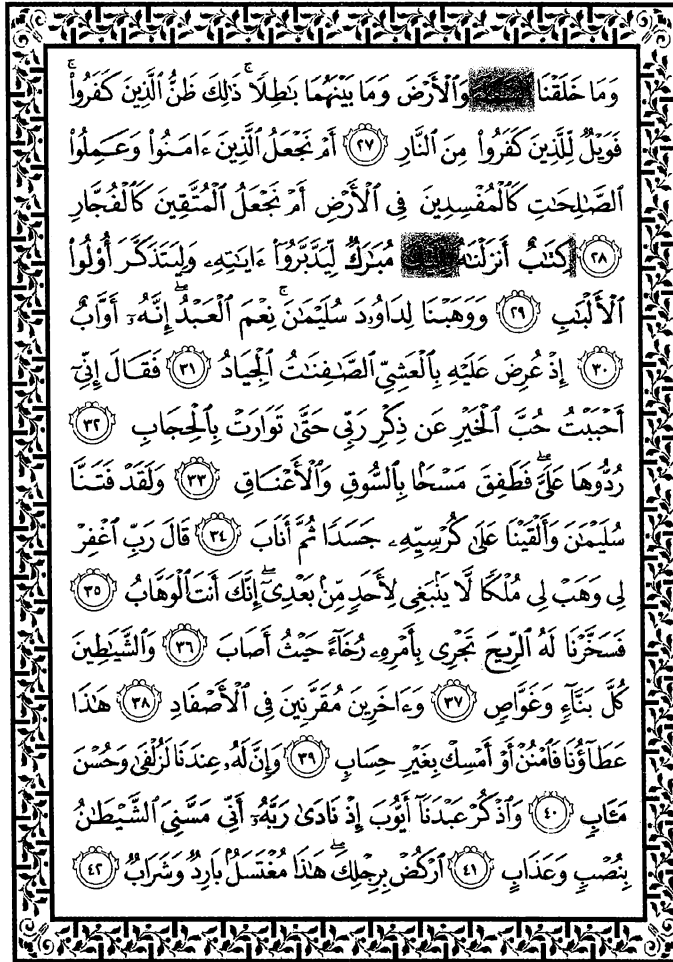 وَمَا خَلَقْنَا وَٱلْأَرْضَ وَمَا بَيْنَهُمَا بَٰطِلًا ۚ ذَٰلِكَ ظَنُّ ٱلَّذِينَ كَفَرُوا۟ ۚ
فَوَيْلٌ لِّلَّذِينَ كَفَرُوا۟ مِنَ ٱلنَّارِ ٢٧ أَمْ نَجْعَلُ ٱلَّذِينَ ءَامَنُوا۟ وَعَمِلُوا۟
ٱلصَّٰلِحَٰتِ كَٱلْمُفْسِدِينَ فِى ٱلْأَرْضِ أَمْ نَجْعَلُ ٱلْمُتَّقِينَ كَٱلْفُجَّارِ
٢٨ كِتَٰبٌ أَنزَلْنَٰهُ مُبَٰرَكٌ لِّيَدَّبَّرُوٓا۟ ءَايَٰتِهِۦ وَلِيَتَذَكَّرَ أُو۟لُوا۟
ٱلْأَلْبَٰبِ ٢٩ وَوَهَبْنَا لِدَاوُۥدَ سُلَيْمَٰنَ ۚ نِعْمَ ٱلْعَبْدُ ۖ إِنَّهُۥٓ أَوَّابٌ
٣٠ إِذْ عُرِضَ عَلَيْهِ بِٱلْعَشِىِّ ٱلصَّٰفِنَٰتُ ٱلْجِيَادُ ٣١ فَقَالَ إِنِّىٓ
أَحْبَبْتُ حُبَّ ٱلْخَيْرِ عَن ذِكْرِ رَبِّى حَتَّىٰ تَوَارَتْ بِٱلْحِجَابِ ٣٢
رُدُّوهَا عَلَىَّ ۖ فَطَفِقَ مَسْحًۢا بِٱلسُّوقِ وَٱلْأَعْنَاقِ ٣٣ وَلَقَدْ فَتَنَّا
سُلَيْمَٰنَ وَأَلْقَيْنَا عَلَىٰ كُرْسِيِّهِۦ جَسَدًا ثُمَّ أَنَابَ ٣٤ قَالَ رَبِّ ٱغْفِرْ
لِى وَهَبْ لِى مُلْكًا لَّا يَنۢبَغِى لِأَحَدٍ مِّنۢ بَعْدِىٓ ۖ إِنَّكَ أَنتَ ٱلْوَهَّابُ ٣٥
فَسَخَّرْنَا لَهُ ٱلرِّيحَ تَجْرِى بِأَمْرِهِۦ رُخَآءً حَيْثُ أَصَابَ ٣٦ وَٱلشَّيَٰطِينَ
كُلَّ بَنَّآءٍ وَغَوَّاصٍ ٣٧ وَءَاخَرِينَ مُقَرَّنِينَ فِى ٱلْأَصْفَادِ ٣٨ هَٰذَا
عَطَآؤُنَا فَٱمْنُنْ أَوْ أَمْسِكْ بِغَيْرِ حِسَابٍ ٣٩ وَإِنَّ لَهُۥ عِندَنَا لَزُلْفَىٰ وَحُسْنَ
مَـَٔابٍ ٤٠ وَٱذْكُرْ عَبْدَنَآ أَيُّوبَ إِذْ نَادَىٰ رَبَّهُۥٓ أَنِّى مَسَّنِىَ ٱلشَّيْطَٰنُ
بِنُصْبٍ وَعَذَابٍ ٤١ ٱرْكُضْ بِرِجْلِكَ ۖ هَٰذَا مُغْتَسَلٌۢ بَارِدٌ وَشَرَابٌ ٤٢